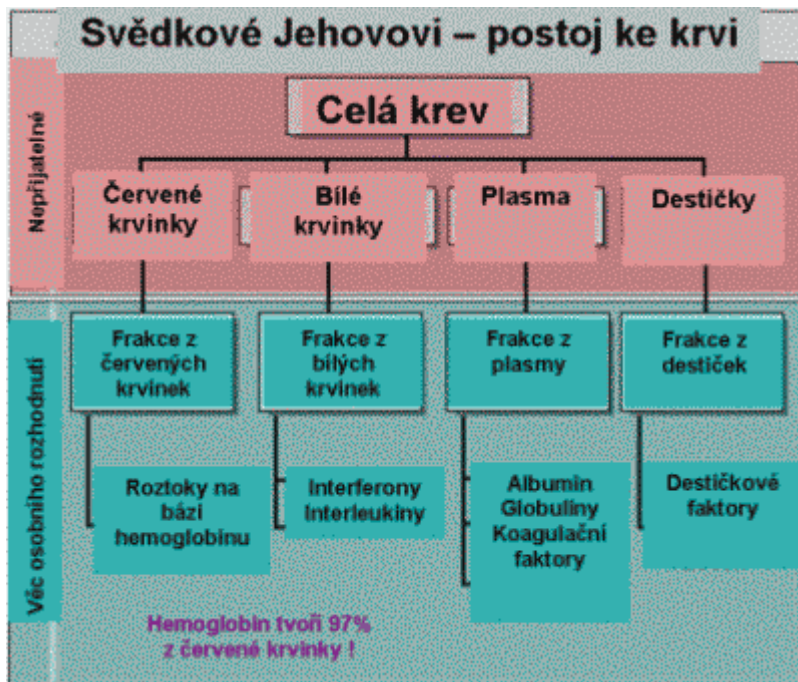 Svědkové Jehovovi – postoj ke krvi
Nepřijatelné
Celá krev
Červené
krvinky
Bílé
krvinky
Plasma
Destičky
Věc osobního rozhodnutí
Frakce z
červených
krvinek
Frakce z
bílých
krvinek
Frakce z
plasmy
Frakce z
destiček
Roztoky na
bázi
hemoglobinu
Interferony
Interleukiny
Albumin
Globuliny
Koagulační
faktory
Destičkové
faktory
Hemoglobin tvoří 97%
z červené krvinky !